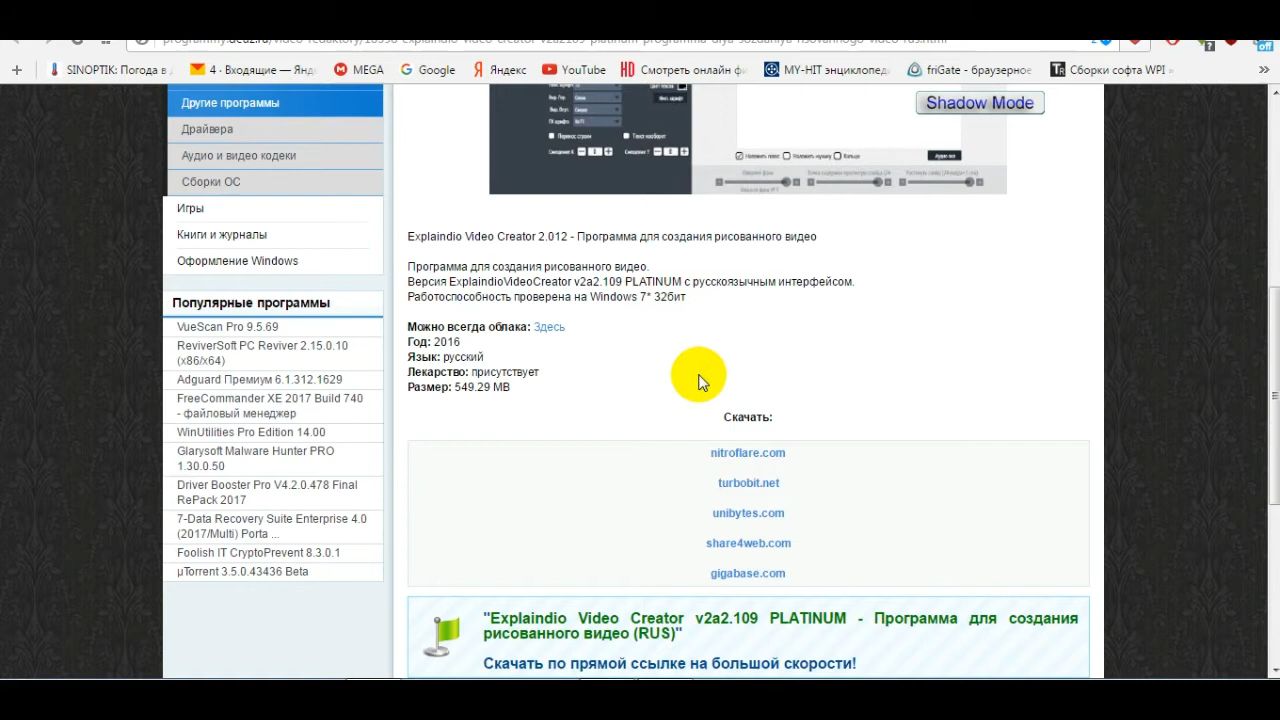 SINOPTIK: Погода в
4 · Входящие — Янд
MEGA
Google
Яндекс
YouTube
Смотреть онлайн ф
MY-HIT энциклопед
friGate - браузерное
Сборки софта WPI
»
off
Другие программы
Драйвера
Аудио и видео кодеки
Сборки ОС
Игры
Книги и журналы
Оформление Windows
Популярные программы
VueScan Pro 9.5.69
ReviverSoft PC Reviver 2.15.0.10
(x86/x64)
Adguard Премиум 6.1.312.1629
FreeCommander XE 2017 Build 740
- файловый менеджер
WinUtilities Pro Edition 14.00
Glarysoft Malware Hunter PRO
1.30.0.50
Driver Booster Pro V4.2.0.478 Final
RePack 2017
7-Data Recovery Suite Enterprise 4.0
(2017/Multi) Porta ...
Foolish IT CryptoPrevent 8.3.0.1
µTorrent 3.5.0.43436 Beta
Shadow Mode
Перенос строки
Текст наоборот
Explaindio Video Creator 2.012 - Программа для создания рисованного видео
Программа для создания рисованного видео.
Версия ExplaindioVideoCreator v2a2.109 PLATINUM с русскоязычным интерфейсом.
Работоспособность проверена на Windows 7* 32бит
Можно всегда облака: Здесь
Год: 2016
Язык: русский
Лекарство: присутствует
Размер: 549.29 MB
Скачать:
nitroflare.com
turbobit.net
unibytes.com
share4web.com
gigabase.com
"Explaindio Video Creator v2a2.109 PLATINUM - Программа для создания
рисованного видео (RUS)"
Скачать по прямой ссылке на большой скорости!